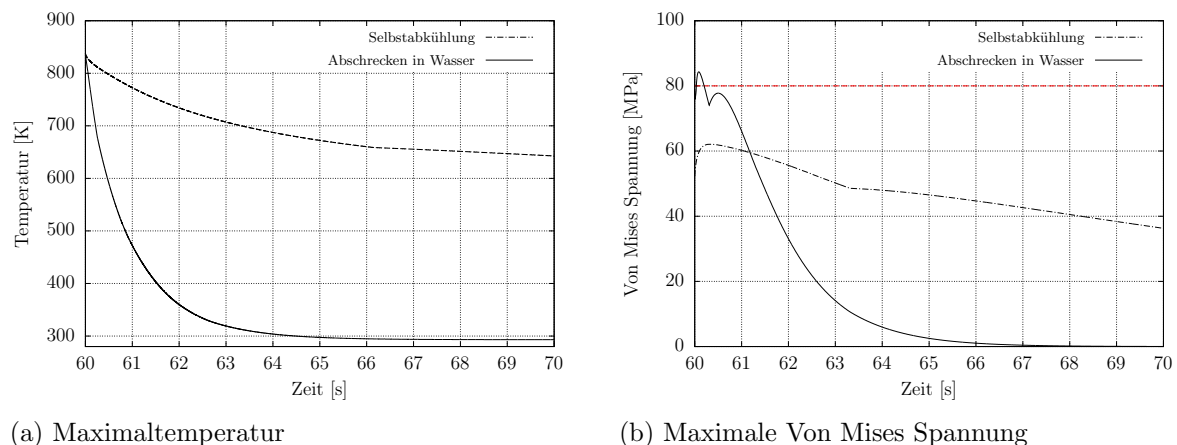 900
800
700
600
500
400
300
60 61 62 63 64 65 66 67 68 69 70
Temperatur [K]
Zeit [s]
Selbstabkühlung
Abschrecken in Wasser
(a) Maximaltemperatur
100
80
60
40
20
0
60 61 62 63 64 65 66 67 68 69 70
Von Mises Spannung [MPa]
Zeit [s]
Selbstabkühlung
Abschrecken in Wasser
(b) Maximale Von Mises Spannung